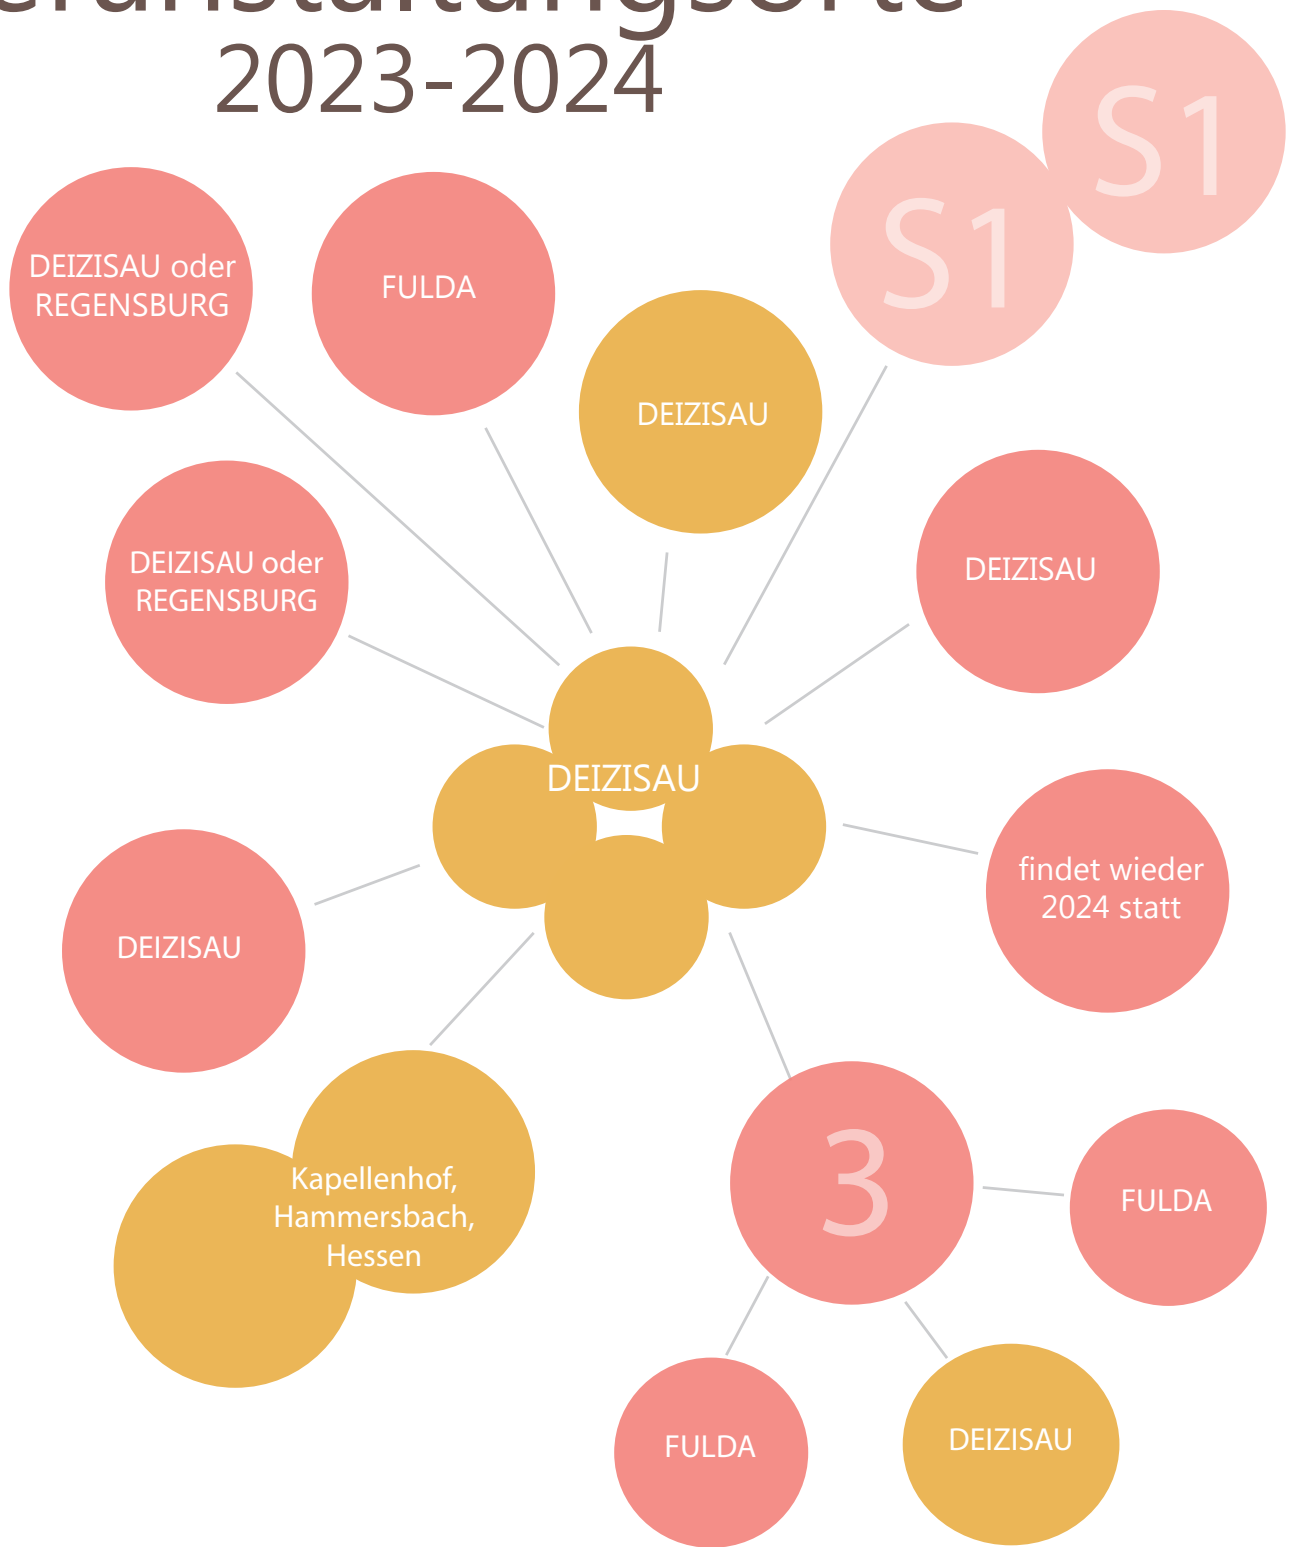 2023-2024
S1
S1
DEIZISAU oder
REGENSBURG
FULDA
DEIZISAU
DEIZISAU oder
REGENSBURG
DEIZISAU
DEIZISAU
findet wieder
2024 statt
DEIZISAU
Kapellenhof,
Hammersbach,
Hessen
3
FULDA
FULDA
DEIZISAU